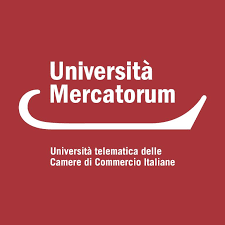 Università
Mercatorum
Università telematica delle
Camere di Commercio Italiane